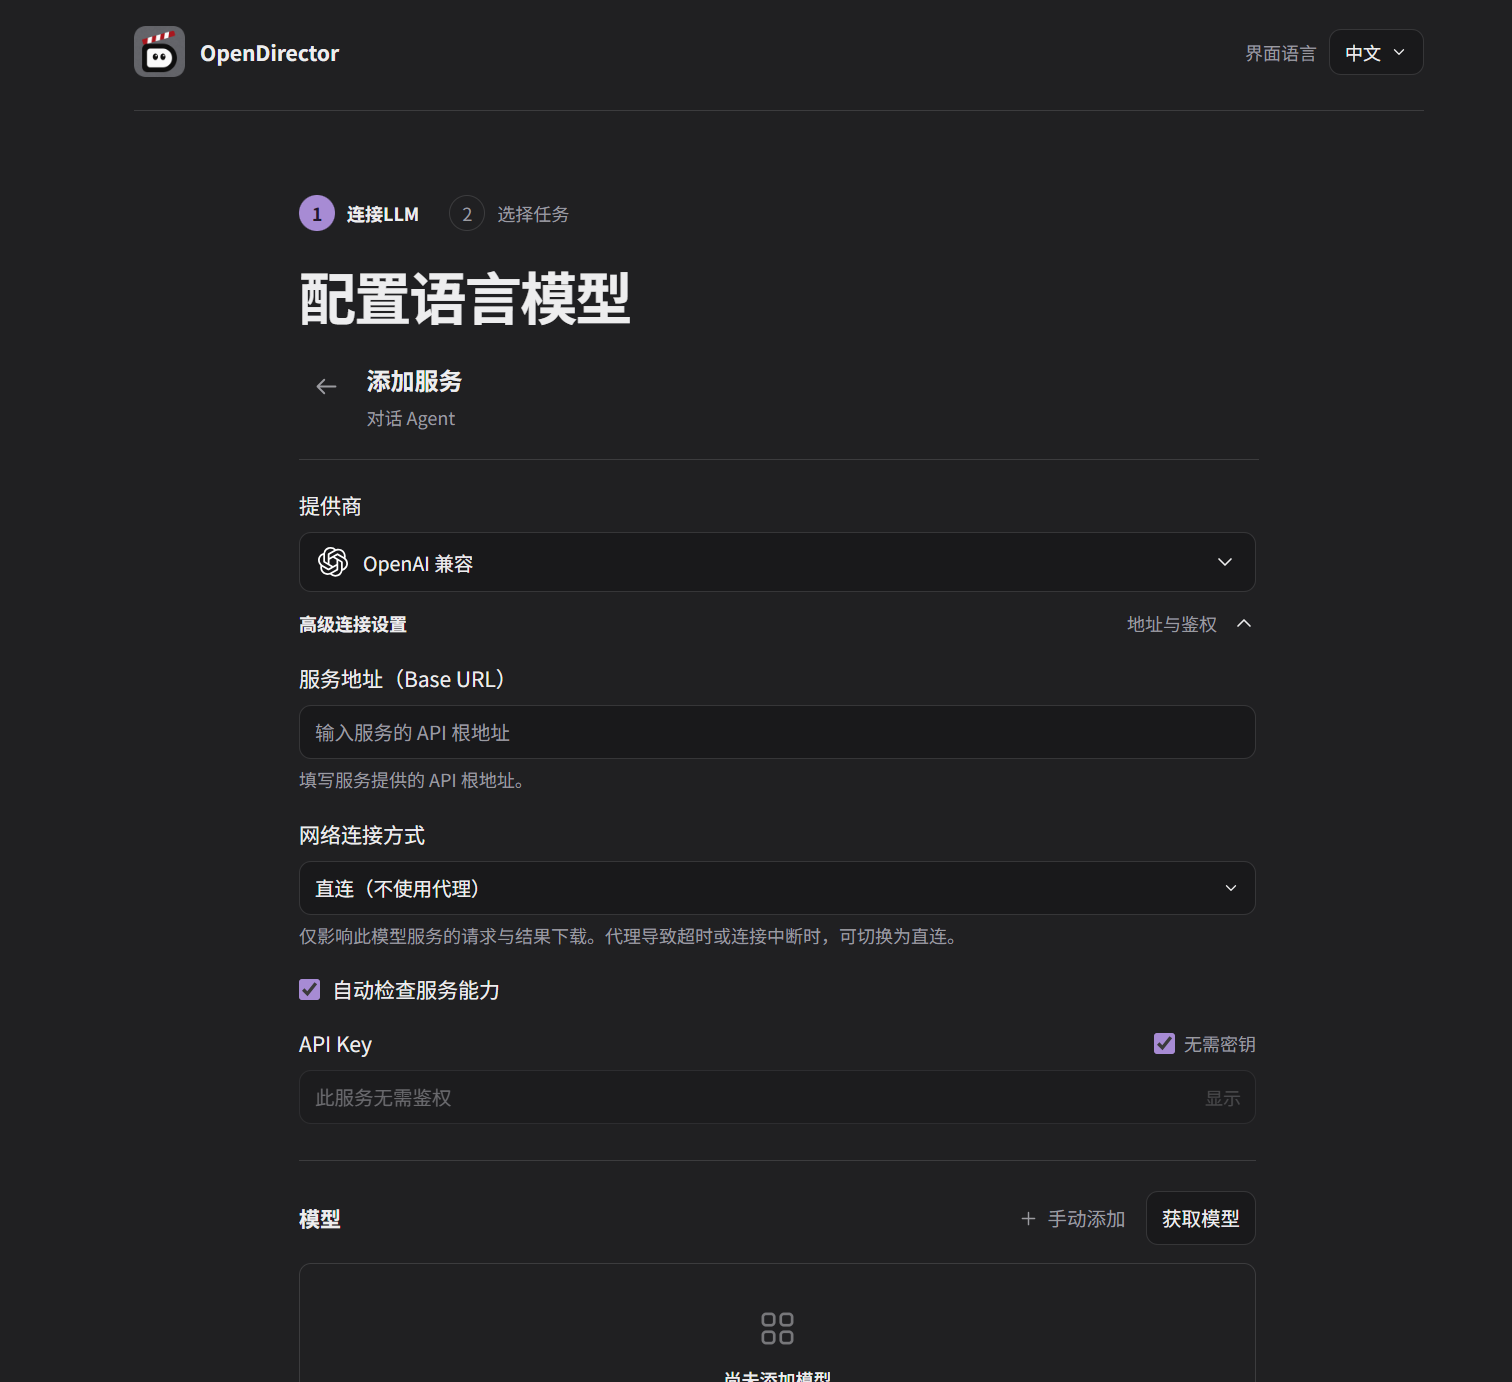 OpenDirector
界面语言 中文
1 连接LLM 2 选择任务
配置语言模型
添加服务
对话 Agent
提供商
OpenAI 兼容
高级连接设置 地址与鉴权
服务地址（Base URL）
输入服务的 API 根地址
填写服务提供的 API 根地址。
网络连接方式
直连（不使用代理）
仅影响此模型服务的请求与结果下载。代理导致超时或连接中断时，可切换为直连。
自动检查服务能力
API Key 无需密钥
此服务无需鉴权 显示
模型 手动添加 获取模型
尚未添加模型